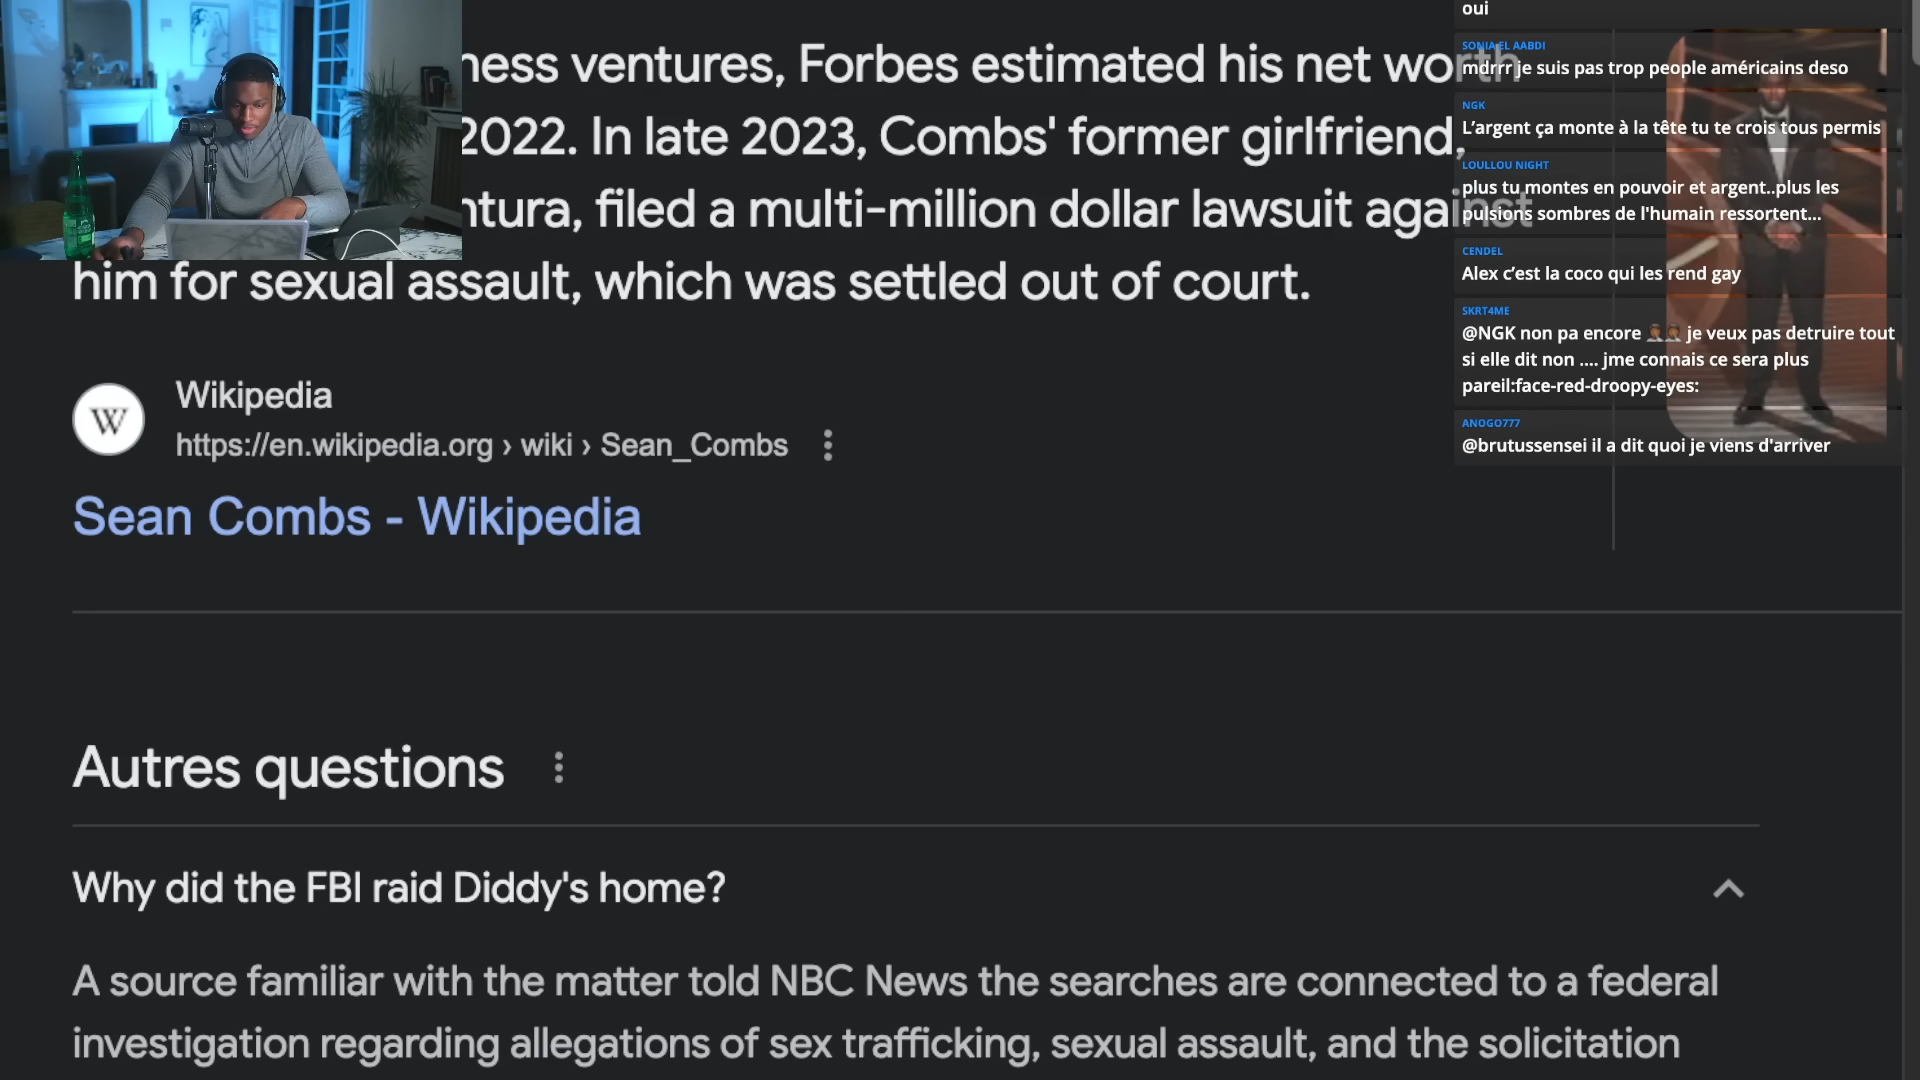 ness ventures, Forbes estimated his net worth
2022. In late 2023, Combs' former girlfriend,
ntura, filed a multi-million dollar lawsuit against
him for sexual assault, which was settled out of court.
Wikipedia
https://en.wikipedia.org › wiki › Sean_Combs
Sean Combs - Wikipedia
Autres questions
Why did the FBI raid Diddy's home?
A source familiar with the matter told NBC News the searches are connected to a federal
investigation regarding allegations of sex trafficking, sexual assault, and the solicitation
oui
SONIA EL AABDI
mdrrr je suis pas trop people américains deso
NGK
L'argent ça monte à la tête tu te crois tous permis
LOULLOU NIGHT
plus tu montes en pouvoir et argent..plus les
pulsions sombres de l'humain ressortent...
CENDEL
Alex c'est la coco qui les rend gay
SKRT4ME
@NGK non pa encore 🤦🏾🤦🏾 je veux pas detruire tout
si elle dit non .... jme connais ce sera plus
pareil:face-red-droopy-eyes:
ANOGO777
@brutussensei il a dit quoi je viens d'arriver